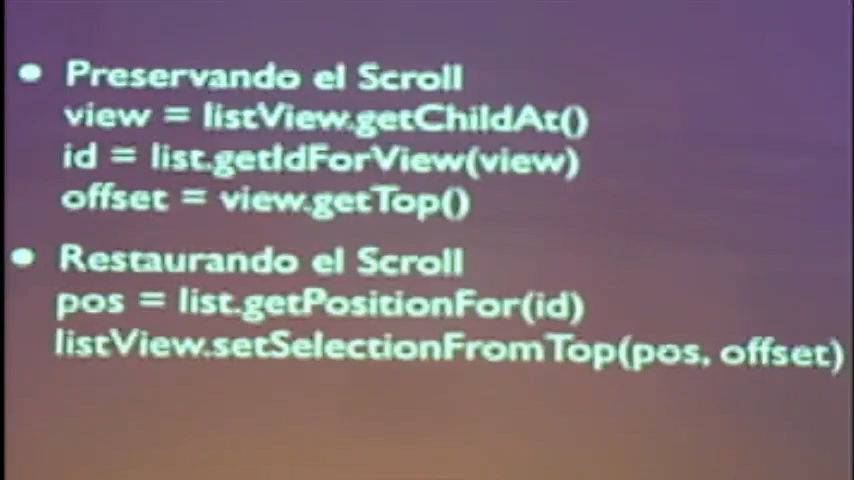 • Preservando el Scroll
view = listView.getChildAt()
id = list.getIdForView(view)
offset = view.getTop()
• Restaurando el Scroll
pos = list.getPositionFor(id)
listView.setSelectionFromTop(pos, offset)